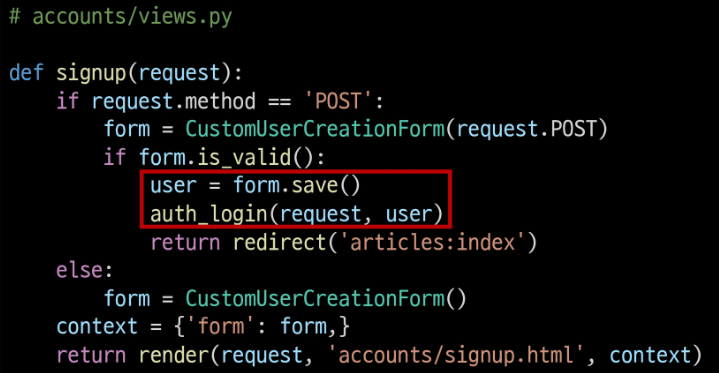 # accounts/views.py
def signup(request):
    if request.method == 'POST':
        form = CustomUserCreationForm(request.POST)
        if form.is_valid():
            user = form.save()
            auth_login(request, user)
            return redirect('articles:index')
    else:
        form = CustomUserCreationForm()
    context = {'form': form,}
    return render(request, 'accounts/signup.html', context)